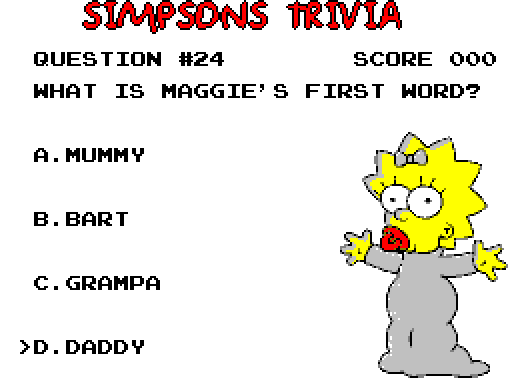 SIMPSONS TRIVIA
QUESTION #24 SCORE 000
WHAT IS MAGGIE'S FIRST WORD?
A.MUMMY
B.BART
C.GRAMPA
>D.DADDY